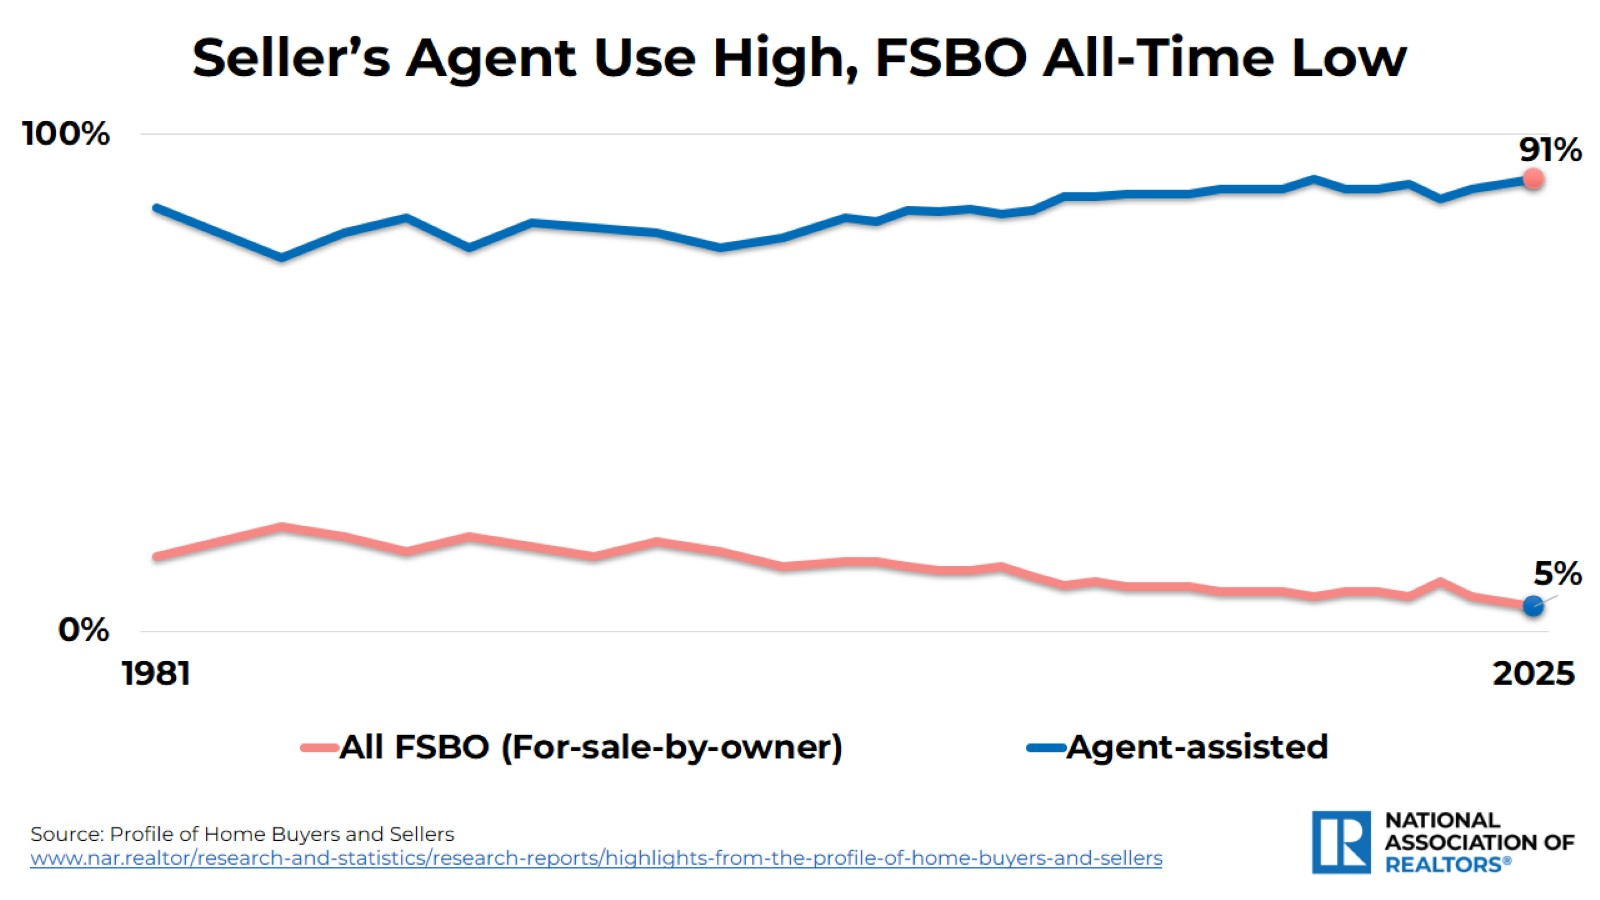 Seller’s Agent Use High, FSBO All-Time Low
100%
91%
5%
0%
1981
2025
All FSBO (For-sale-by-owner)
Agent-assisted
Source: Profile of Home Buyers and Sellers
www.nar.realtor/research-and-statistics/research-reports/highlights-from-the-profile-of-home-buyers-and-sellers
NATIONAL
ASSOCIATION OF
REALTORS®